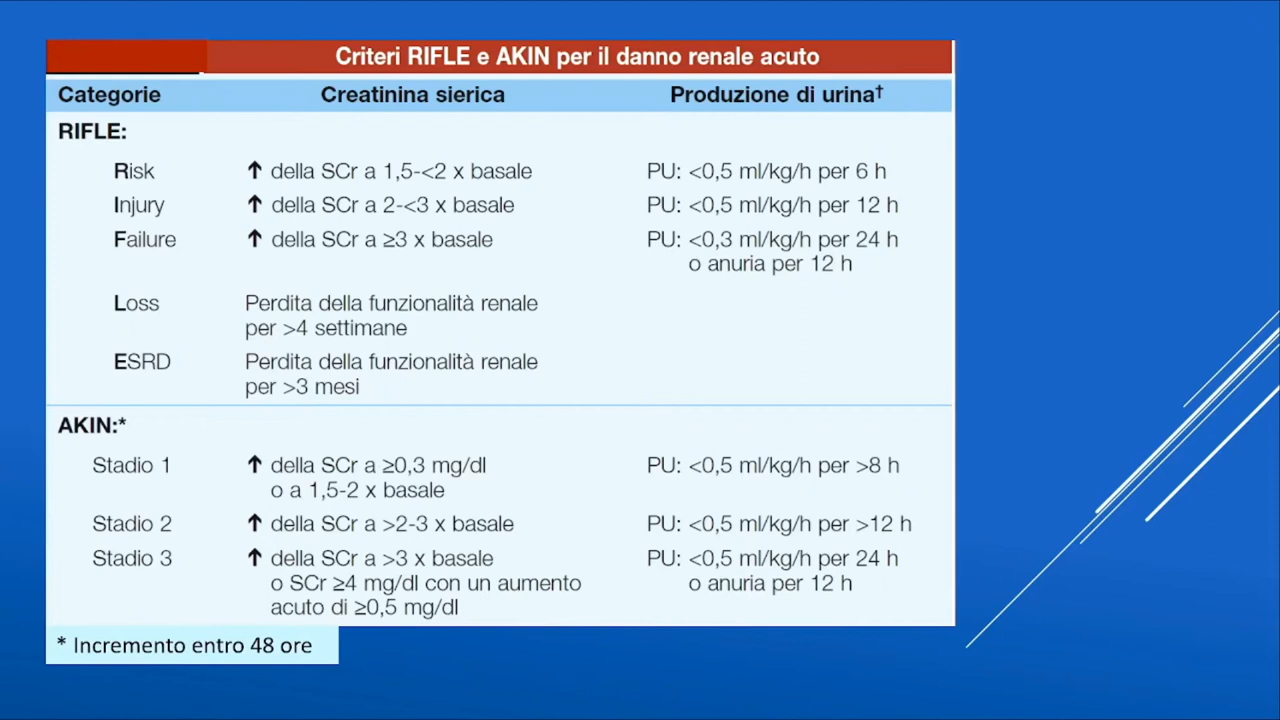 Criteri RIFLE e AKIN per il danno renale acuto
Categorie Creatinina sierica Produzione di urina†
RIFLE:
Risk ↑ della SCr a 1,5-<2 x basale PU: <0,5 ml/kg/h per 6 h
Injury ↑ della SCr a 2-<3 x basale PU: <0,5 ml/kg/h per 12 h
Failure ↑ della SCr a ≥3 x basale PU: <0,3 ml/kg/h per 24 h
o anuria per 12 h
Loss Perdita della funzionalità renale
per >4 settimane
ESRD Perdita della funzionalità renale
per >3 mesi
AKIN:*
Stadio 1 ↑ della SCr a ≥0,3 mg/dl PU: <0,5 ml/kg/h per >8 h
o a 1,5-2 x basale
Stadio 2 ↑ della SCr a >2-3 x basale PU: <0,5 ml/kg/h per >12 h
Stadio 3 ↑ della SCr a >3 x basale PU: <0,5 ml/kg/h per 24 h
o SCr ≥4 mg/dl con un aumento o anuria per 12 h
acuto di ≥0,5 mg/dl
* Incremento entro 48 ore